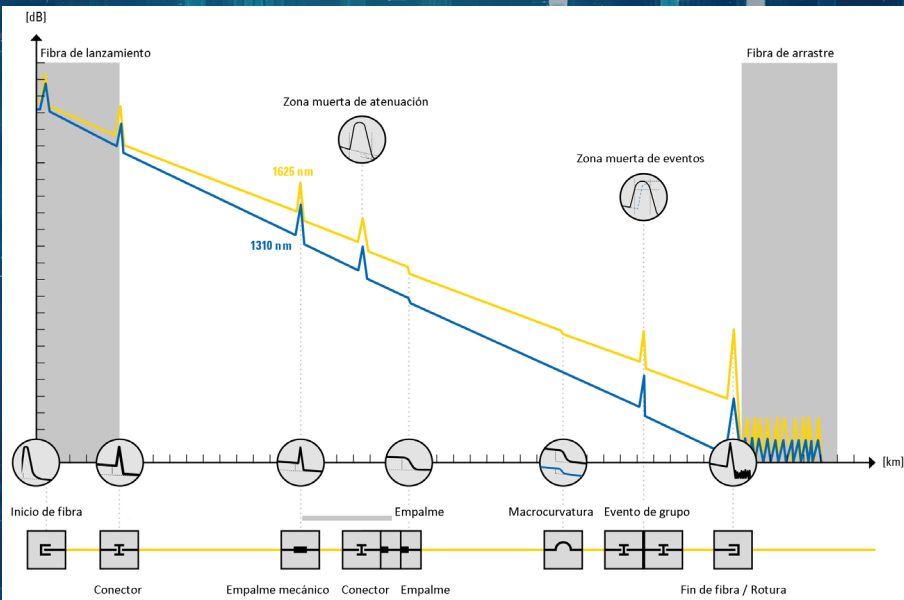 [dB]
Fibra de lanzamiento
Fibra de arrastre
Zona muerta de atenuación
Zona muerta de eventos
1625 nm
1310 nm
[km]
Inicio de fibra
Empalme
Macrocurvatura
Evento de grupo
Conector
Empalme mecánico
Conector
Empalme
Fin de fibra / Rotura